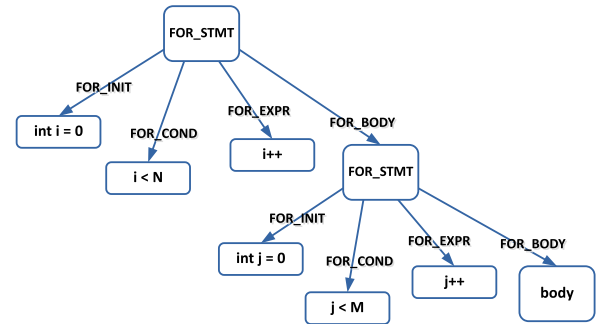 FOR_STMT
FOR_INIT
FOR_COND
FOR_EXPR
FOR_BODY
int i = 0
i < N
i++
FOR_STMT
FOR_INIT
FOR_COND
FOR_EXPR
FOR_BODY
int j = 0
j < M
j++
body